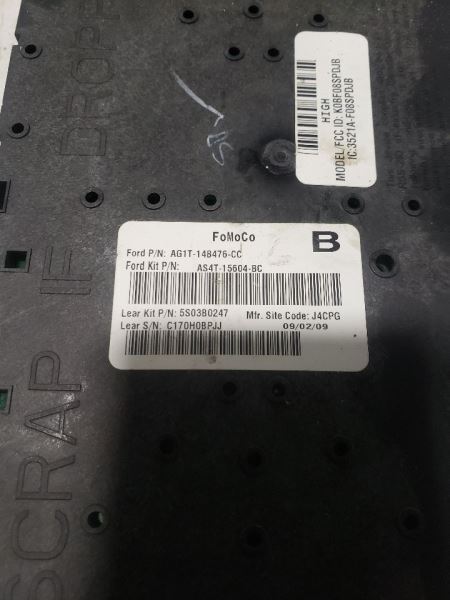 HIGH
MODEL/FCC ID: KOBF08SPDJB
IC:3521A-F08SPDJB
FoMoCo
B
Ford P/N: AG1T-14B476-CC
Ford Kit P/N: AS4T-15604-BC
Lear Kit P/N: 5S03B0247
Mfr. Site Code: J4CPG
Lear S/N: C170H0BPJJ
09/02/09
SCRAP IF